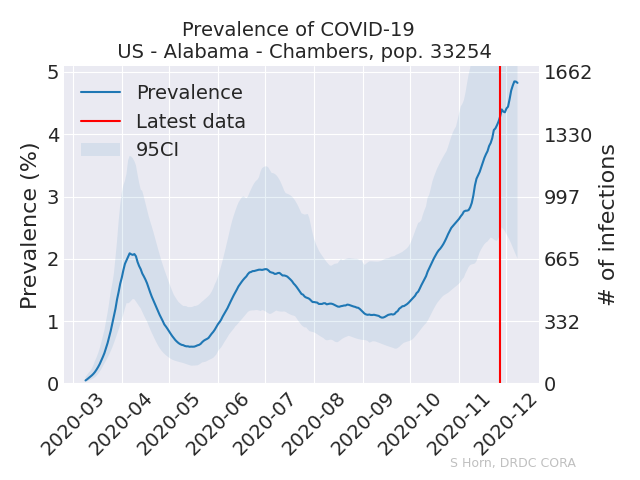 Prevalence of COVID-19
US - Alabama - Chambers, pop. 33254
Prevalence
Latest data
95CI
Prevalence (%)
5
4
3
2
1
0
1662
1330
997
665
332
0
# of infections
2020-03
2020-04
2020-05
2020-06
2020-07
2020-08
2020-09
2020-10
2020-11
2020-12
S Horn, DRDC CORA